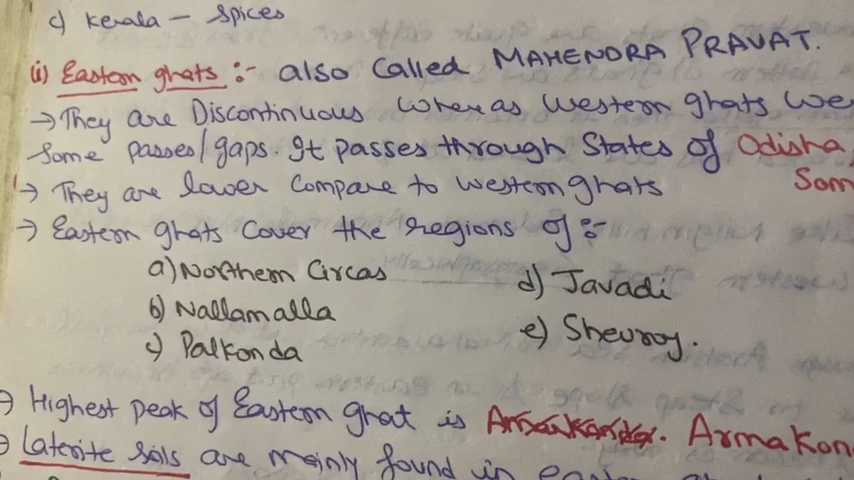 c) Kerala - Spices
(ii) Eastern ghats :- also Called MAHENDRA PRAVAT.
→ They are Discontinuous Whereas Western ghats We
Some passes/gaps. It passes through States of Odisha
→ They are lower Compare to Western ghats Som
→ Eastern ghats Cover the regions of :-
a) Northern Circas
b) Nallamalla
c) Palkonda
d) Javadi
e) Shevroy.
→ Highest peak of Eastern ghat is Armakon
→ Laterite Soils are mainly found in